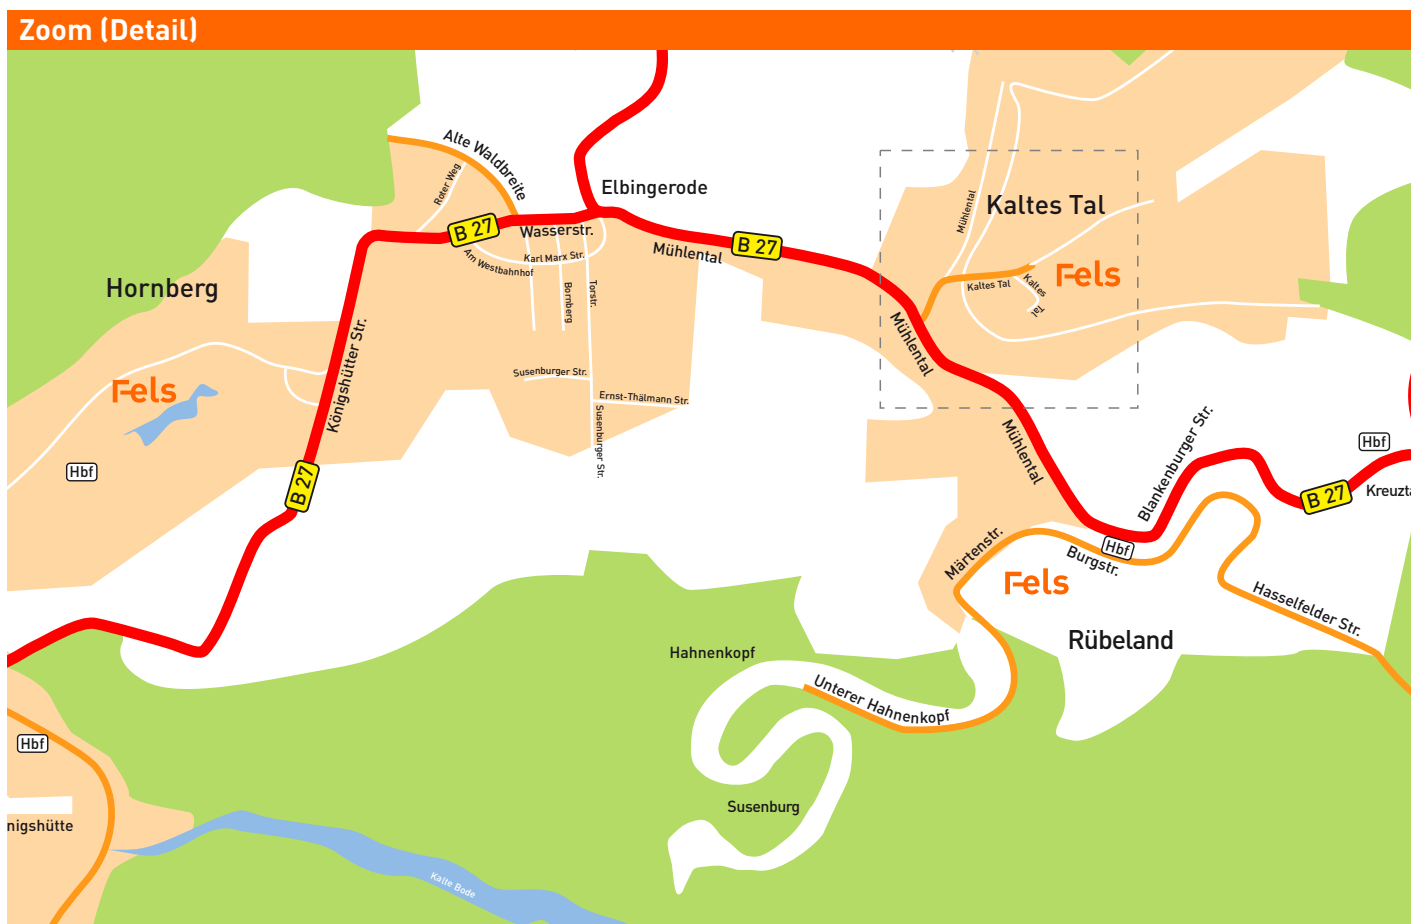 Zoom (Detail)
Alte Waldbreite
Roter Weg
Elbingerode
B 27
Wasserstr.
Am Westbahnhof
Karl Marx Str.
Bornberg
Torstr.
Mühlental
B 27
Mühlental
Kaltes Tal
Fels
Kaltes Tal
Kaltes
Tal
Hornberg
Fels
Königshütter Str.
Mühlental
Susenburger Str.
Ernst-Thälmann Str.
Susenburger Str.
Hbf
B 27
Mühlental
Blankenburger Str.
Hbf
B 27
Kreuzta
Hbf
Märtenstr.
Burgstr.
Fels
Hasselfelder Str.
Rübeland
Hahnenkopf
Unterer Hahnenkopf
Hbf
Susenburg
nigshütte
Kalte Bode